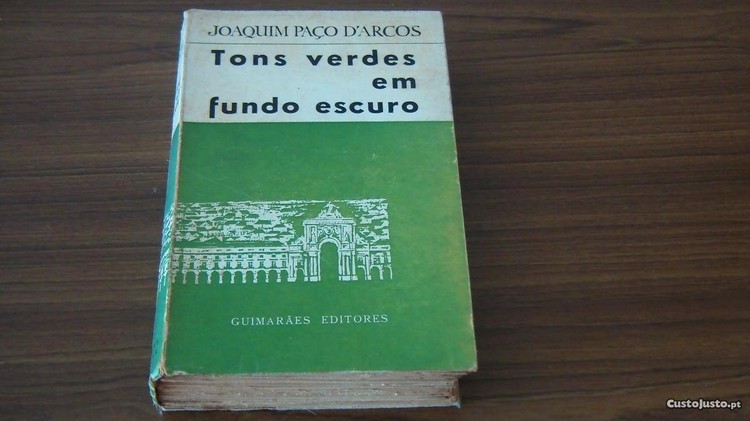 JOAQUIM PAÇO D'ARCOS
Tons verdes
em
fundo escuro
GUIMARÃES EDITORES
CustoJusto.pt